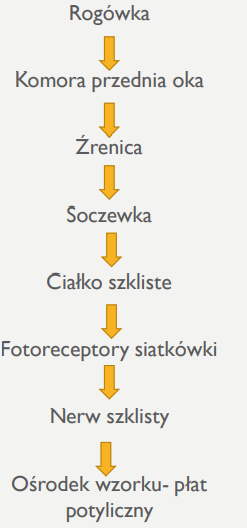 Rogówka
Komora przednia oka
Źrenica
Soczewka
Ciałko szkliste
Fotoreceptory siatkówki
Nerw szklisty
Ośrodek wzorku- płat
potyliczny